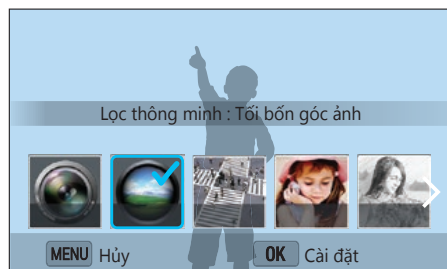 Lọc thông minh : Tối bốn góc ảnh
MENU Hủy OK Cài đặt